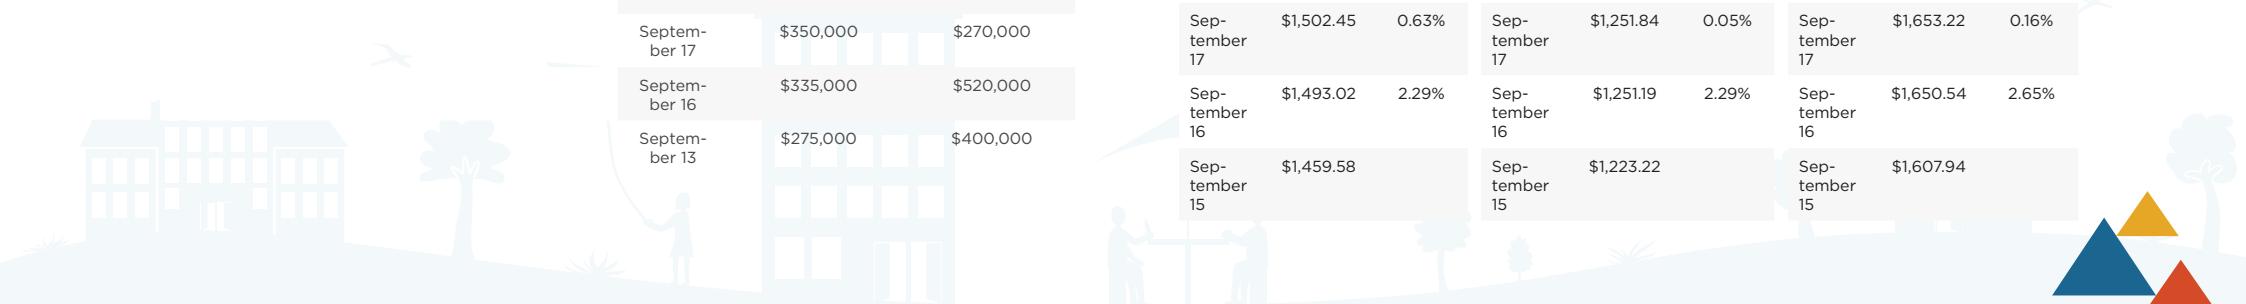 Septem-
ber 17
$350,000
$270,000
Septem-
ber 16
$335,000
$520,000
Septem-
ber 13
$275,000
$400,000
Sep-
tember
17
$1,502.45
0.63%
Sep-
tember
16
$1,493.02
2.29%
Sep-
tember
15
$1,459.58
Sep-
tember
17
$1,251.84
0.05%
Sep-
tember
16
$1,251.19
2.29%
Sep-
tember
15
$1,223.22
Sep-
tember
17
$1,653.22
0.16%
Sep-
tember
16
$1,650.54
2.65%
Sep-
tember
15
$1,607.94